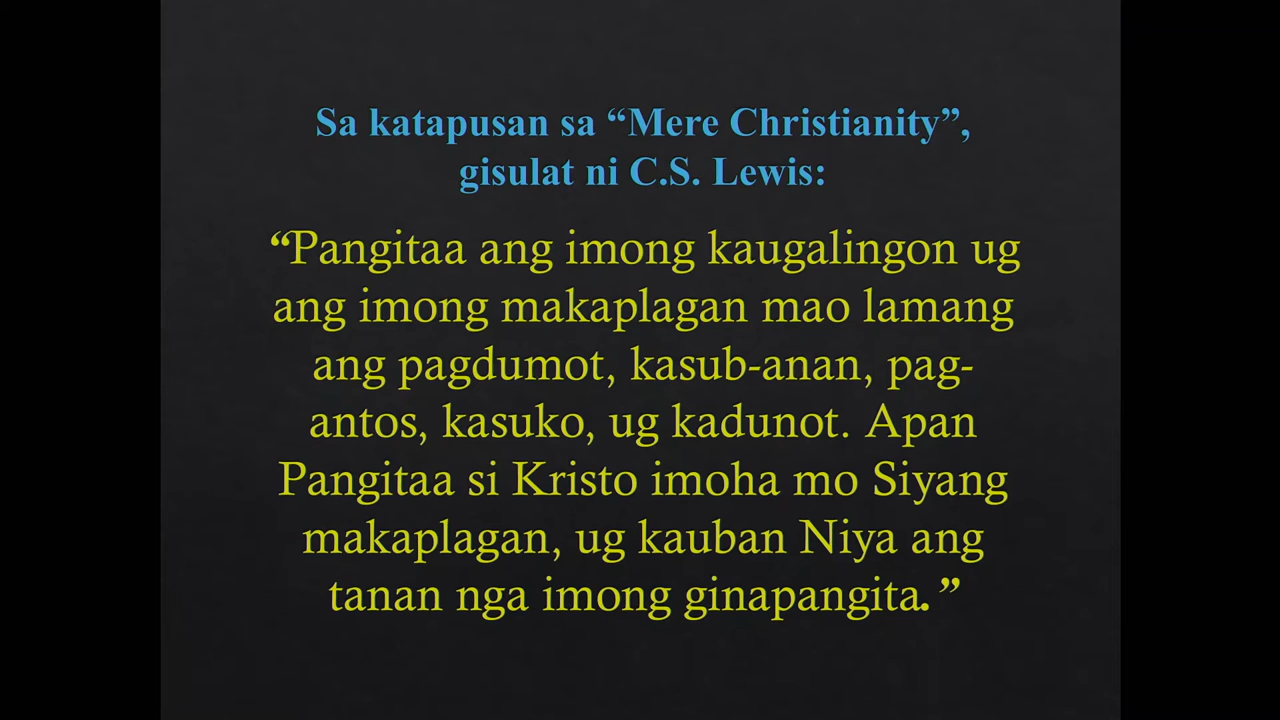 Sa katapusan sa “Mere Christianity”,
gisulat ni C.S. Lewis:
“Pangitaa ang imong kaugalingon ug
ang imong makaplagan mao lamang
ang pagdumot, kasub-anan, pag-
antos, kasuko, ug kadunot. Apan
Pangitaa si Kristo imoha mo Siyang
makaplagan, ug kauban Niya ang
tanan nga imong ginapangita.”